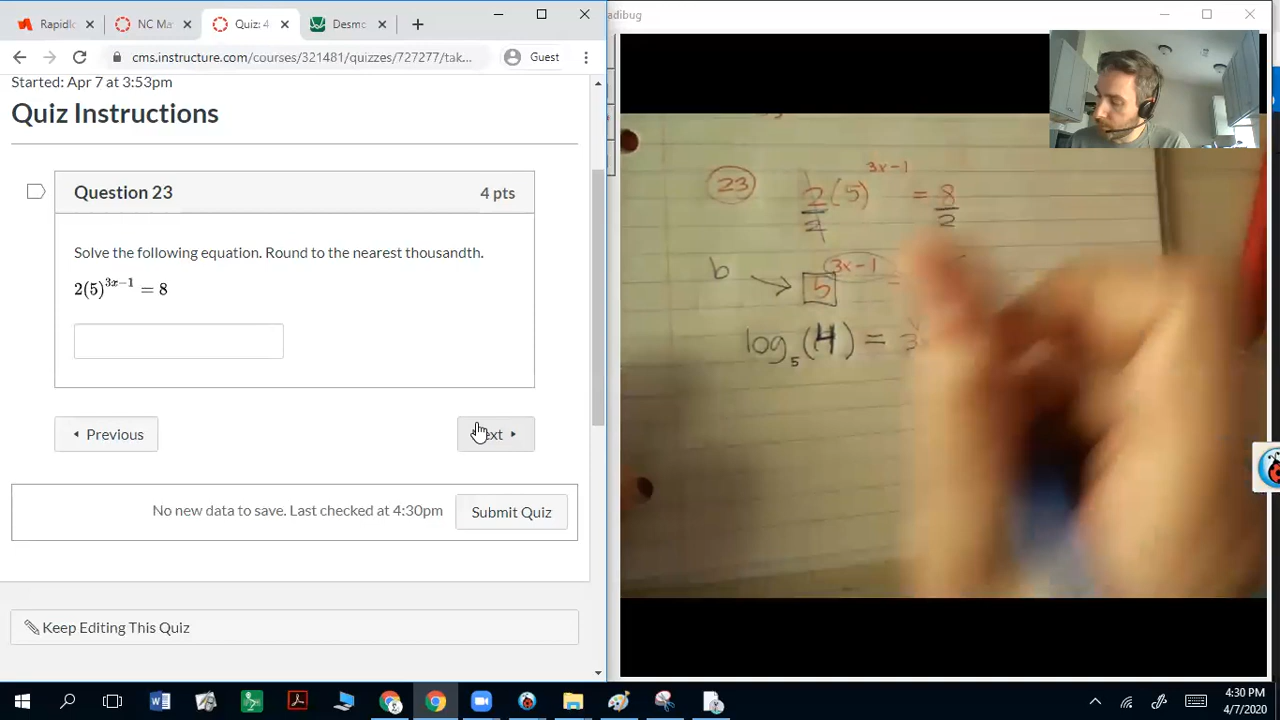 Rapidl
NC Ma
Quiz: 4
Desmo
adibug
cms.instructure.com/courses/321481/quizzes/727277/tak...
Guest
Started: Apr 7 at 3:53pm
Quiz Instructions
Question 23
4 pts
Solve the following equation. Round to the nearest thousandth.
2(5)^{3x−1} = 8
Previous
Next
No new data to save. Last checked at 4:30pm
Submit Quiz
Keep Editing This Quiz
23
2/2 (5)^{3x-1} = 8/2
b → 5^{3x-1} =
log_5(4) = 3
4:30 PM
4/7/2020